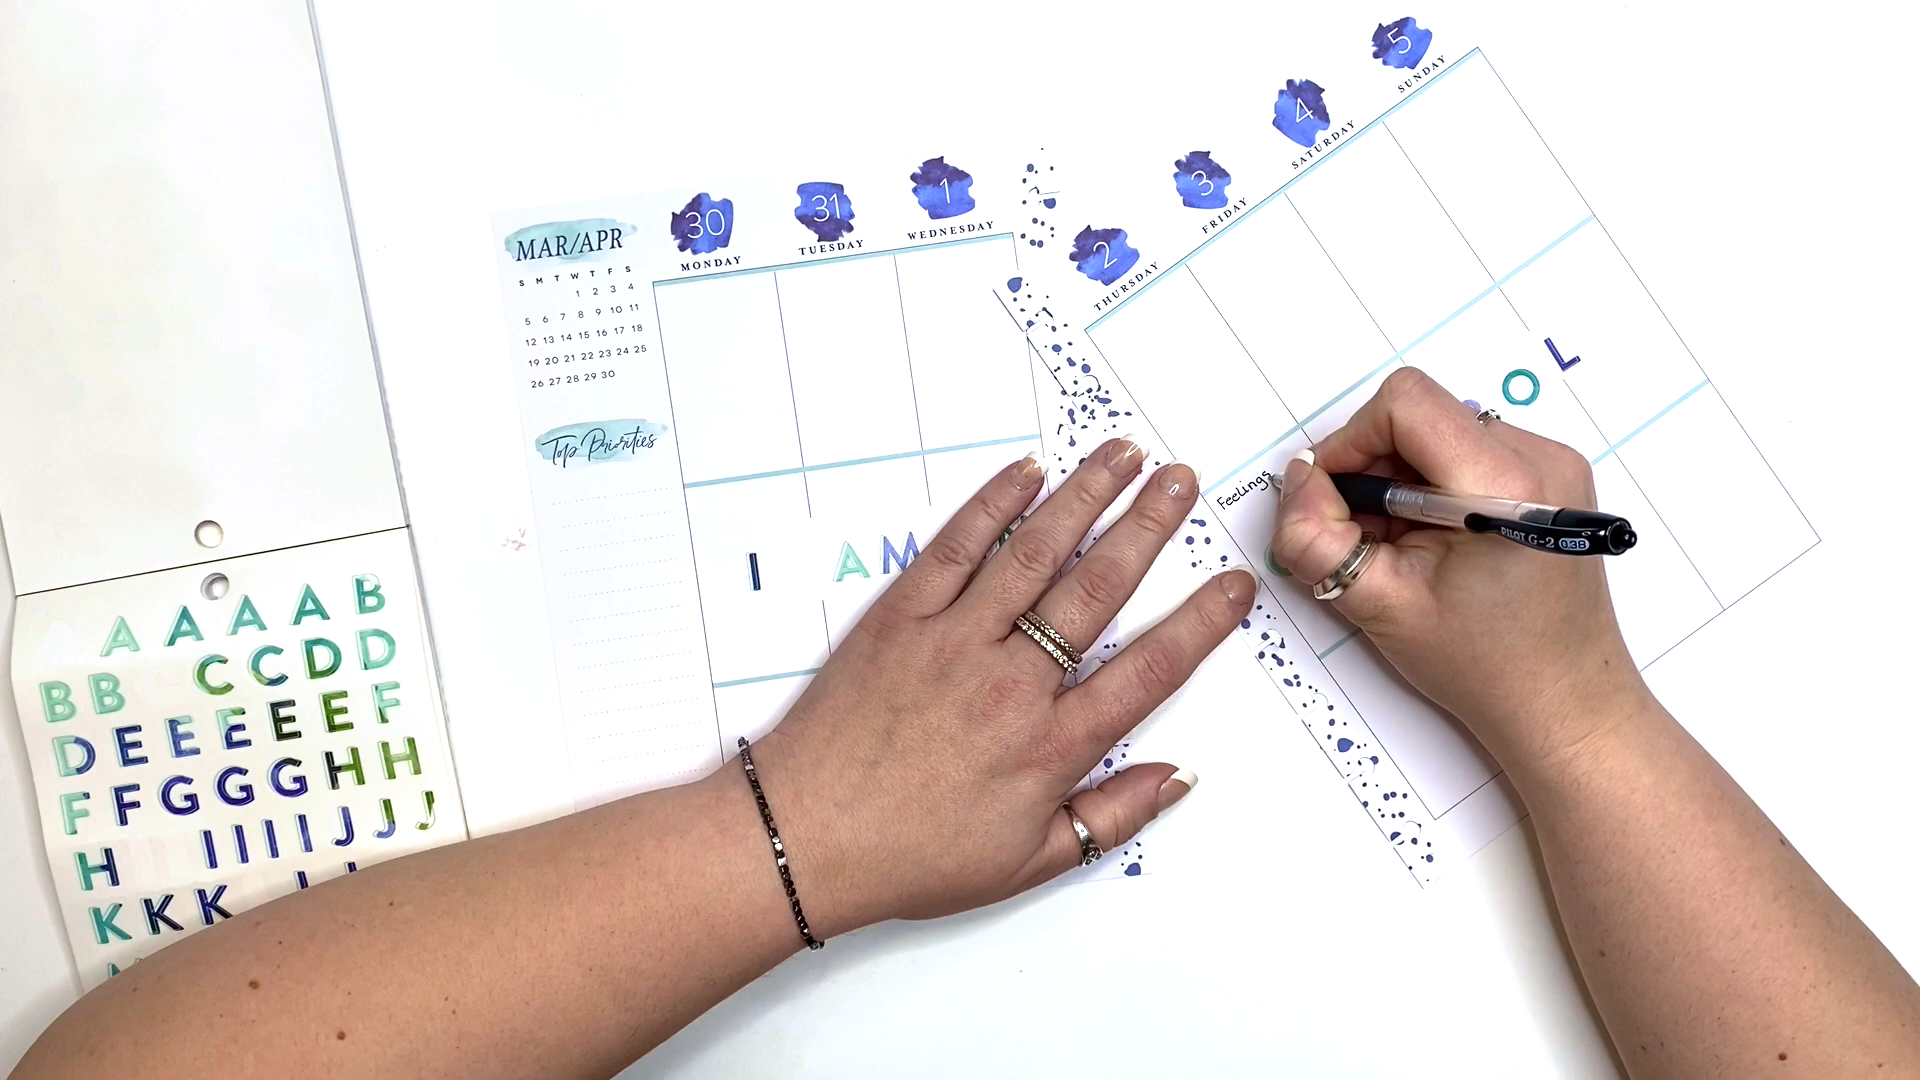 30 31 1
MONDAY TUESDAY WEDNESDAY
MAR/APR
S M T W T F S
1 2 3 4
5 6 7 8 9 10 11
12 13 14 15 16 17 18
19 20 21 22 23 24 25
26 27 28 29 30
Top Priorities
I AM
2 3 4 5
THURSDAY FRIDAY SATURDAY SUNDAY
Feelings
O L
PILOT G-2 038
A A A A B
B B C C D D
D E E E E E F
F F G G G H H
H I I I I J J J
K K K